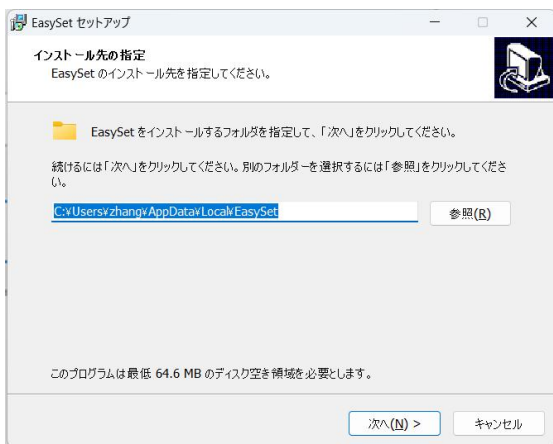 EasySet セットアップ
インストール先の指定
EasySet のインストール先を指定してください。
EasySet をインストールするフォルダを指定して、「次へ」をクリックしてください。
続けるには「次へ」をクリックしてください。別のフォルダーを選択するには「参照」をクリックしてくださ
い。
C:¥Users¥zhang¥AppData¥Local¥EasySet
参照(R)
このプログラムは最低 64.6 MB のディスク空き領域を必要とします。
次へ(N) >
キャンセル